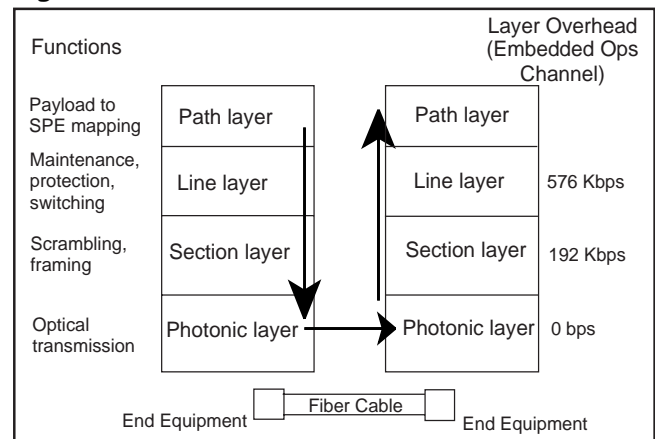 Functions
Layer Overhead
(Embedded Ops
Channel)
Payload to
SPE mapping
Path layer
Path layer
Maintenance,
protection,
switching
Line layer
Line layer
576 Kbps
Scrambling,
framing
Section layer
Section layer
192 Kbps
Optical
transmission
Photonic layer
Photonic layer
0 bps
End Equipment
Fiber Cable
End Equipment